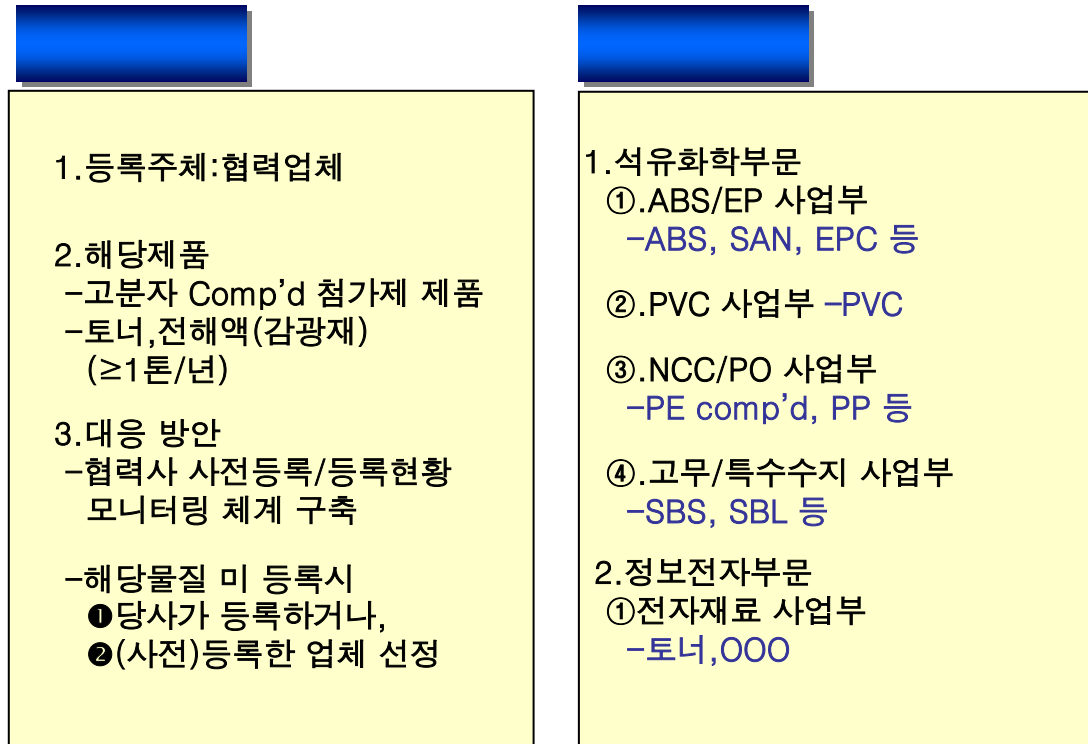 1.등록주체:협력업체
2.해당제품
-고분자 Comp'd 첨가제 제품
-토너,전해액(감광재)
(≥1톤/년)
3.대응 방안
-협력사 사전등록/등록현황
모니터링 체계 구축
-해당물질 미 등록시
❶당사가 등록하거나,
❷(사전)등록한 업체 선정
1.석유화학부문
①.ABS/EP 사업부
-ABS, SAN, EPC 등
②.PVC 사업부 -PVC
③.NCC/PO 사업부
-PE comp'd, PP 등
④.고무/특수수지 사업부
-SBS, SBL 등
2.정보전자부문
①전자재료 사업부
-토너,OOO